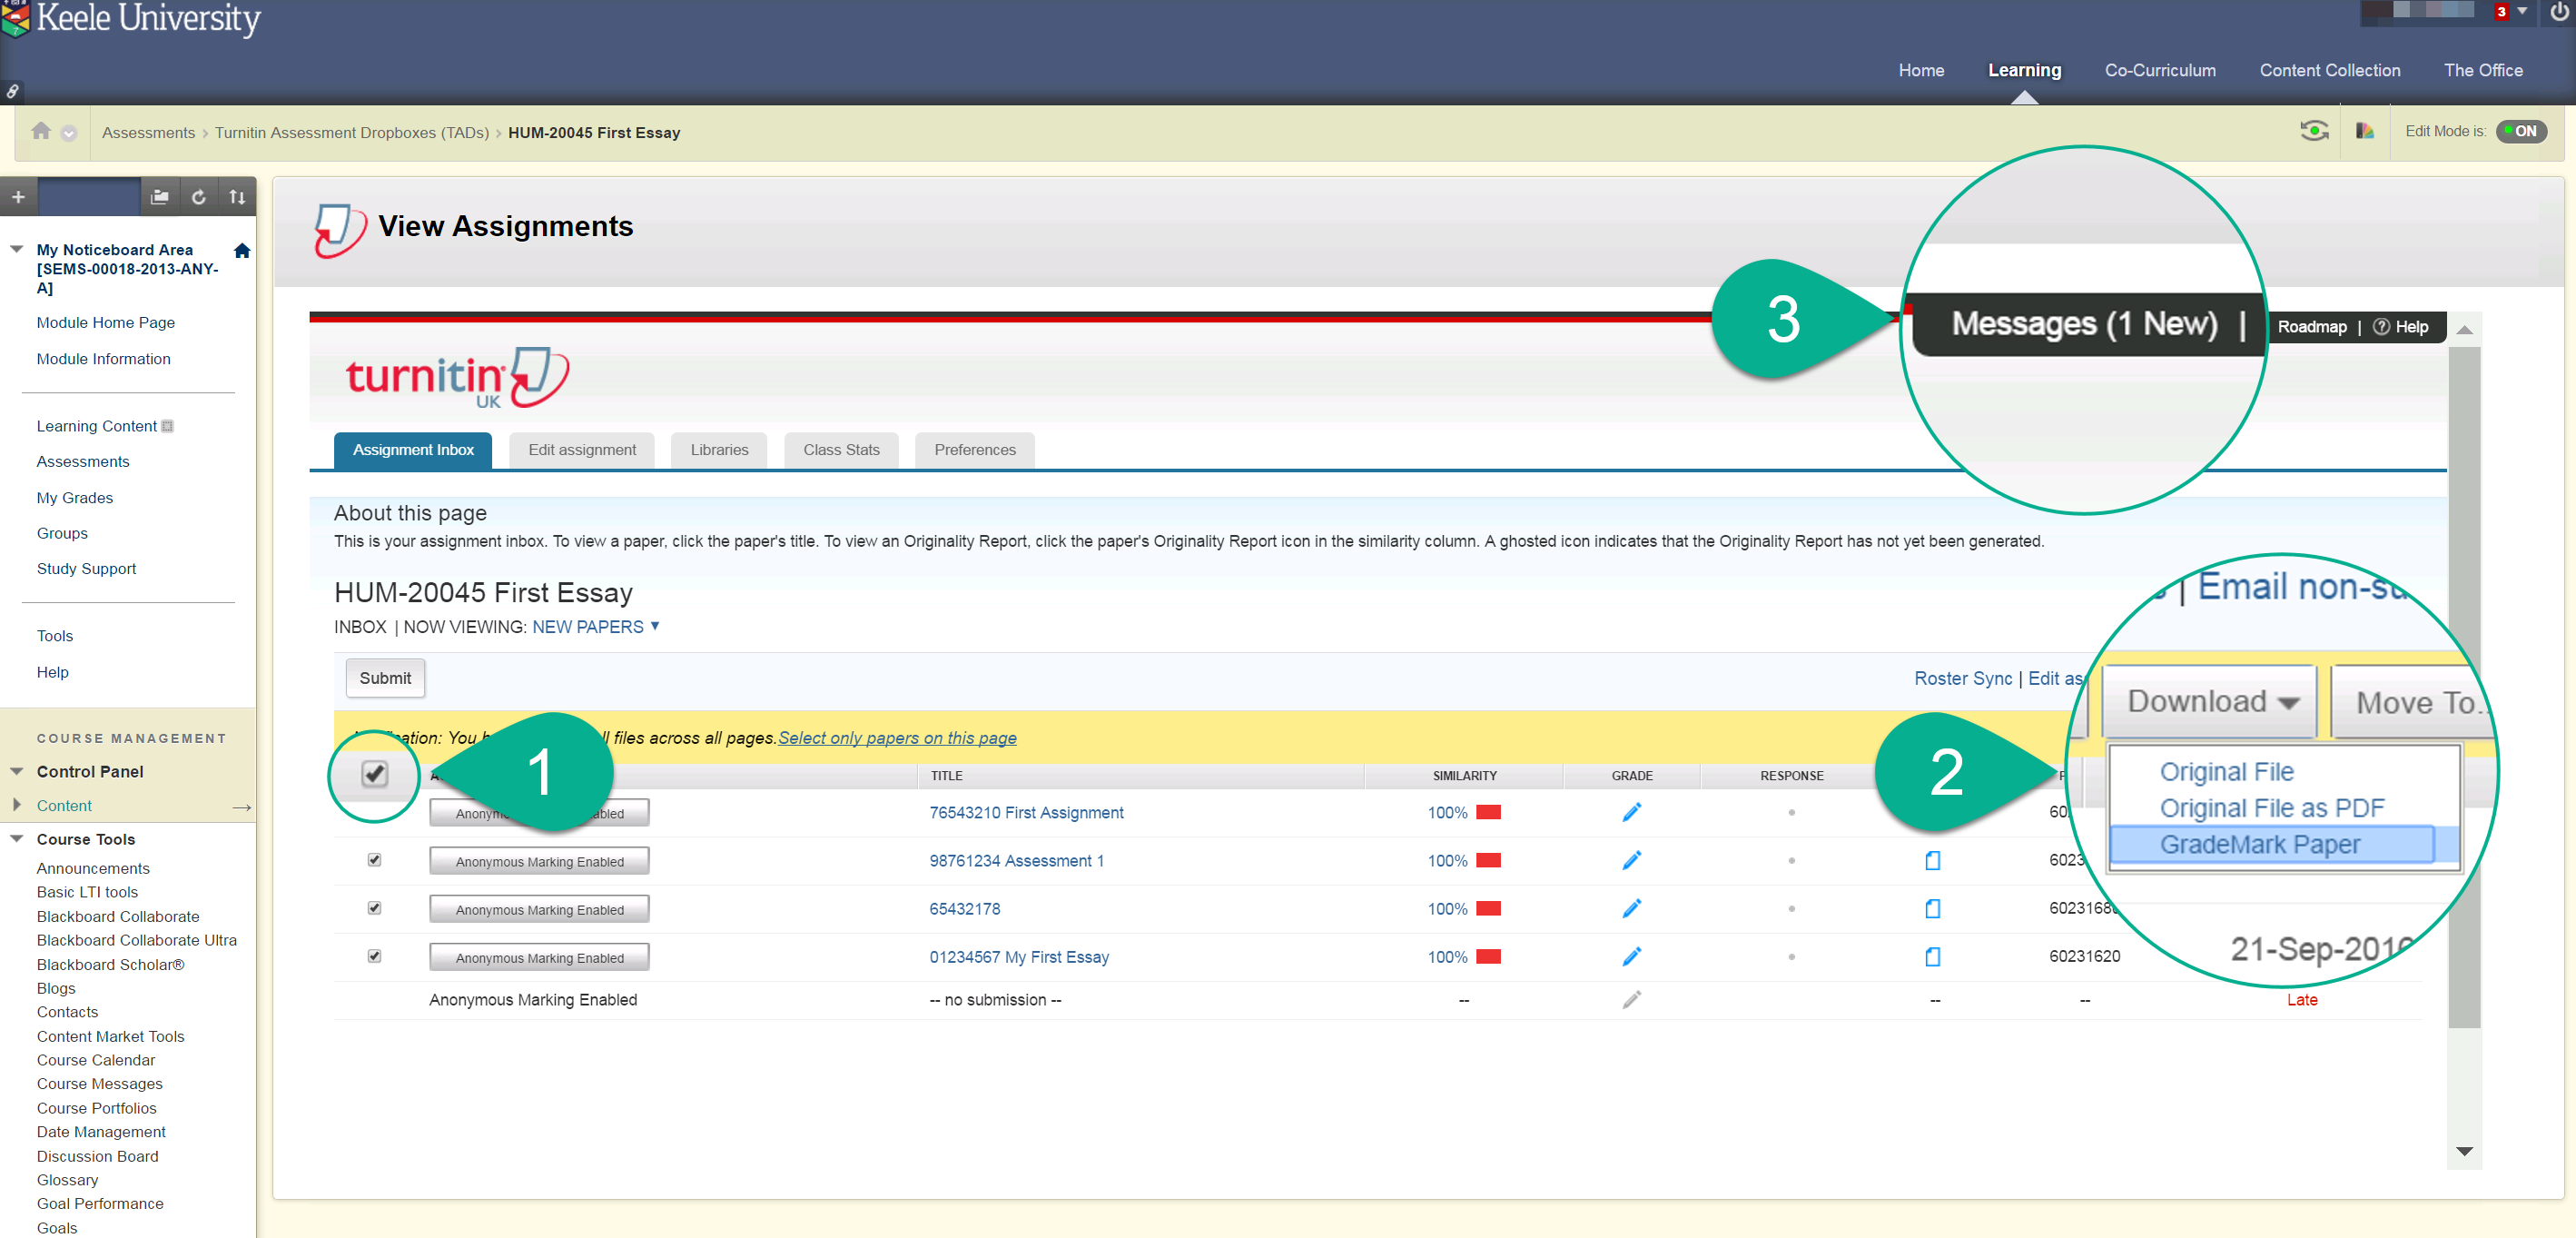 Keele University
3
Home Learning Co-Curriculum Content Collection The Office
Assessments > Turnitin Assessment Dropboxes (TADs) > HUM-20045 First Essay
Edit Mode is: ON
My Noticeboard Area
[SEMS-00018-2013-ANY-
A]
Module Home Page
Module Information
Learning Content
Assessments
My Grades
Groups
Study Support
Tools
Help
COURSE MANAGEMENT
Control Panel
Content
Course Tools
Announcements
Basic LTI tools
Blackboard Collaborate
Blackboard Collaborate Ultra
Blackboard Scholar®
Blogs
Contacts
Content Market Tools
Course Calendar
Course Messages
Course Portfolios
Date Management
Discussion Board
Glossary
Goal Performance
Goals
View Assignments
3
Messages (1 New) |
Roadmap | ? Help
turnitin
UK
Assignment Inbox Edit assignment Libraries Class Stats Preferences
About this page
This is your assignment inbox. To view a paper, click the paper's title. To view an Originality Report, click the paper's Originality Report icon in the similarity column. A ghosted icon indicates that the Originality Report has not yet been generated.
HUM-20045 First Essay
INBOX | NOW VIEWING: NEW PAPERS ▼
Submit
Roster Sync | Edit as
| Email non-su
You files across all pages. Select only papers on this page
1
2
Download Move To..
Original File
Original File as PDF
GradeMark Paper
TITLE SIMILARITY GRADE RESPONSE
76543210 First Assignment 100% 60
Anonymous Marking Enabled 98761234 Assessment 1 100% 6023
Anonymous Marking Enabled 65432178 100% 6023168
Anonymous Marking Enabled 01234567 My First Essay 100% 60231620 21-Sep-201
Anonymous Marking Enabled -- no submission -- -- -- -- Late